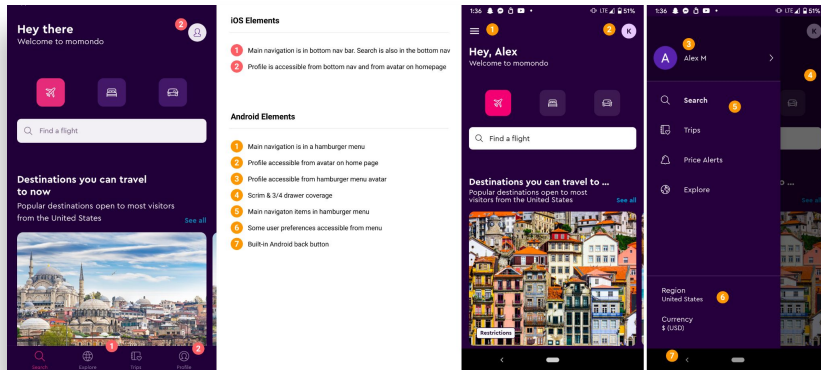 Hey there
Welcome to momondo
2
Find a flight
Destinations you can travel
to now
Popular destinations open to most visitors
from the United States
See all
1
2
Search
Explore
Trips
Profile
iOS Elements
1 Main navigation is in bottom nav bar. Search is also in the bottom nav
2 Profile is accessible from bottom nav and from avatar on homepage
Android Elements
1 Main navigation is in a hamburger menu
2 Profile accessible from avatar on home page
3 Profile accessible from hamburger menu avatar
4 Scrim & 3/4 drawer coverage
5 Main navigaton items in hamburger menu
6 Some user preferences accessible from menu
7 Built-in Android back button
1:36
LTE
51%
1
2
K
Hey, Alex
Welcome to momondo
Find a flight
Destinations you can travel to ...
Popular destinations open to most
visitors from the United States
See all
Restrictions
1:36
LTE
51%
K
3
A
Alex M
4
Search
5
Trips
Price Alerts
Explore
See all
Region
United States
6
Currency
$ (USD)
7